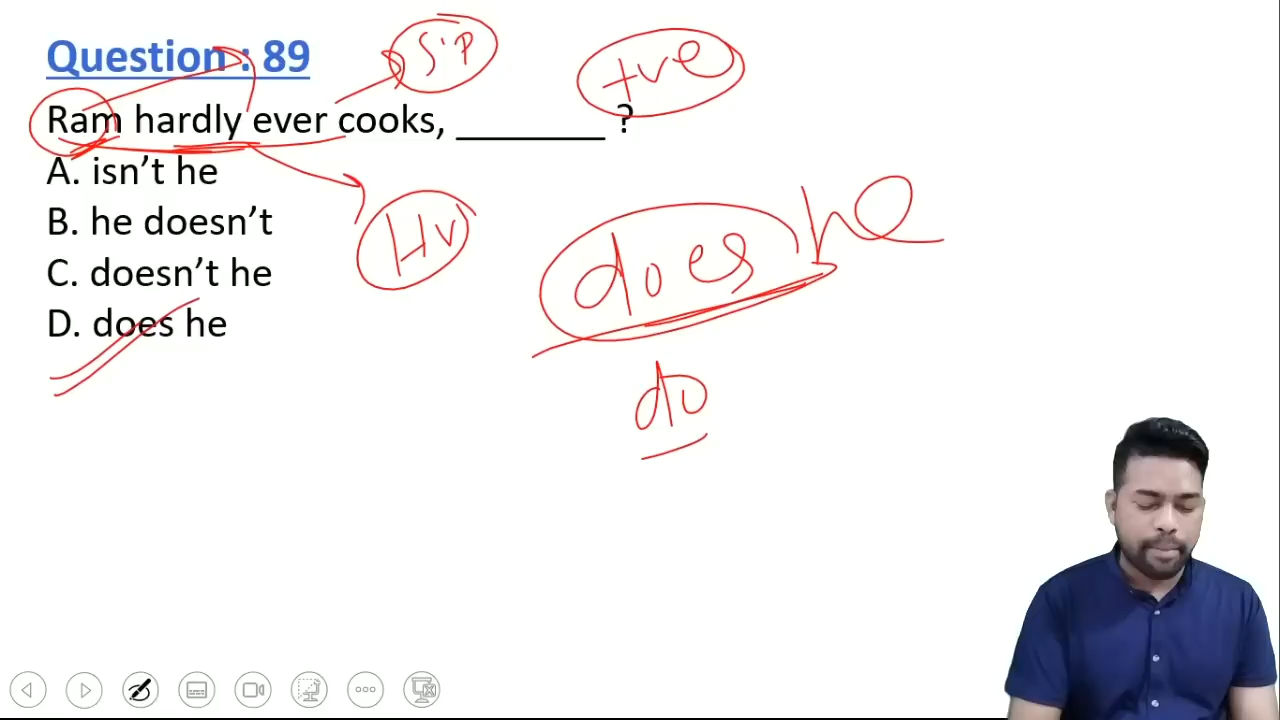 Question : 89
S.P
+ve
Ram hardly ever cooks, ________ ?
A. isn’t he
B. he doesn’t
C. doesn’t he
D. does he
Hv
does he
do